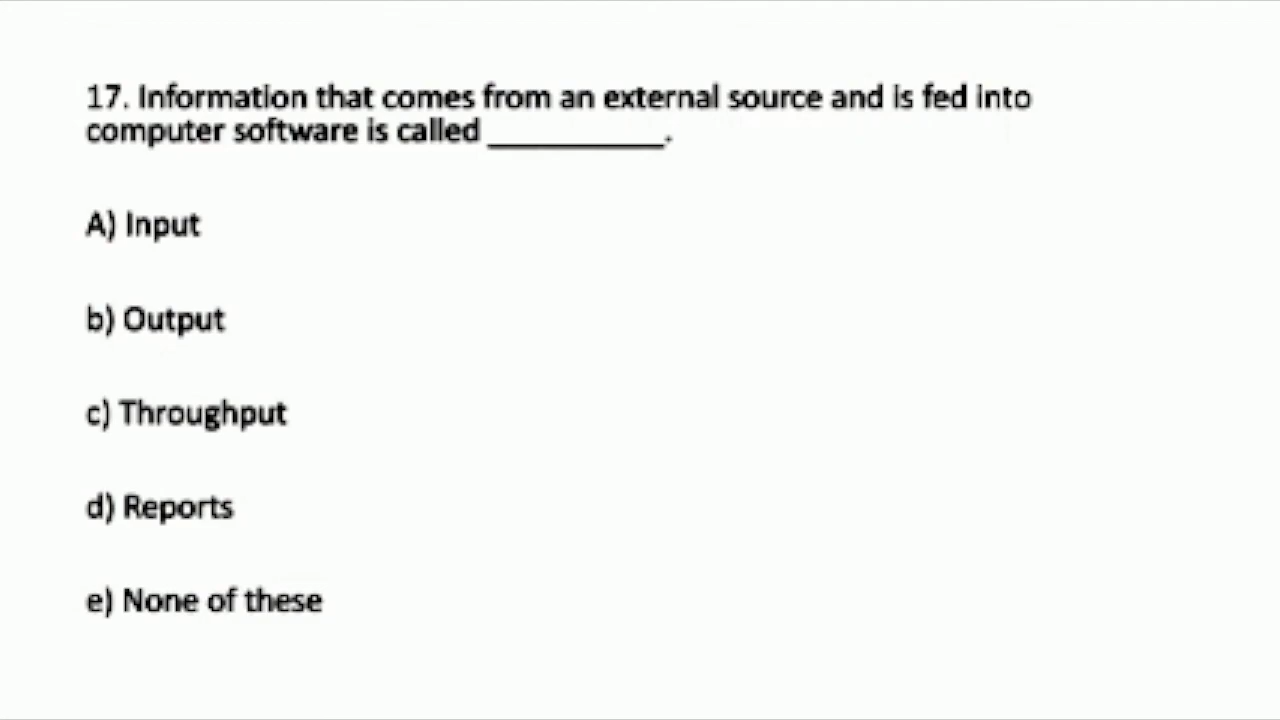 17. Information that comes from an external source and is fed into
computer software is called __________.
A) Input
b) Output
c) Throughput
d) Reports
e) None of these